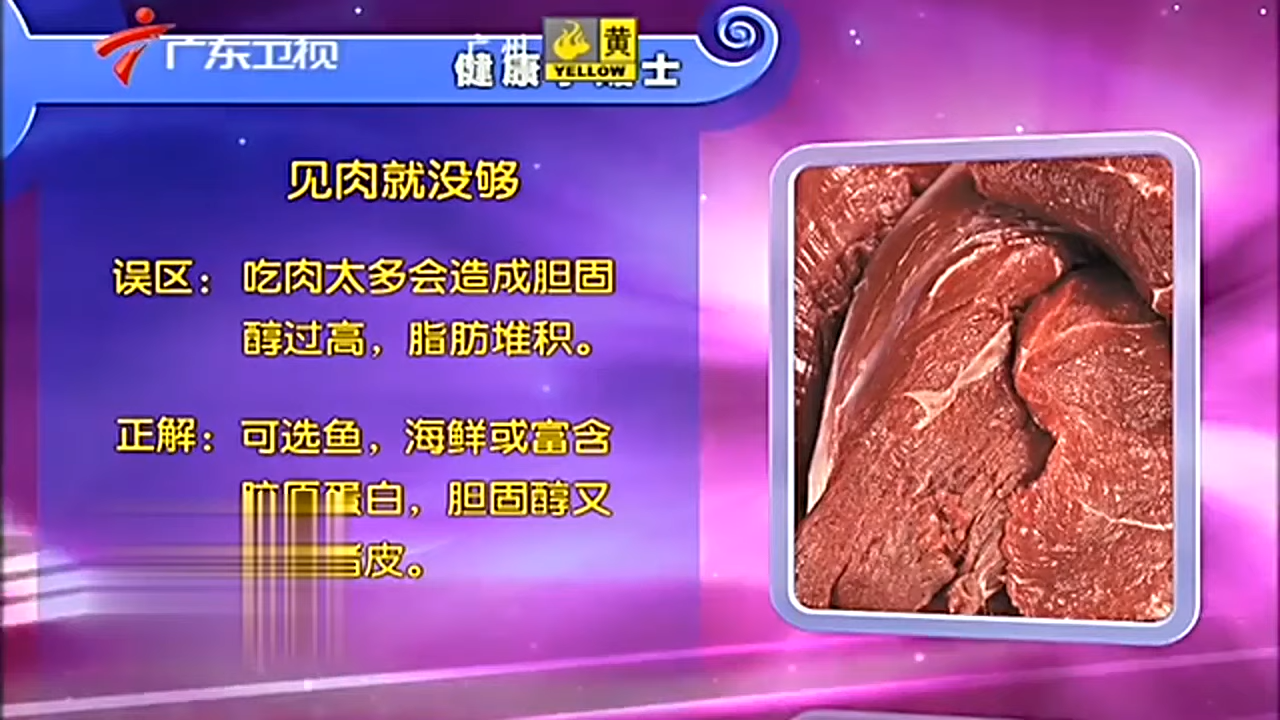 广东卫视
广州
黄
YELLOW
健康
士
见肉就没够
误区：吃肉太多会造成胆固
醇过高，脂肪堆积。
正解：可选鱼，海鲜或富含
蛋白，胆固醇又
皮。